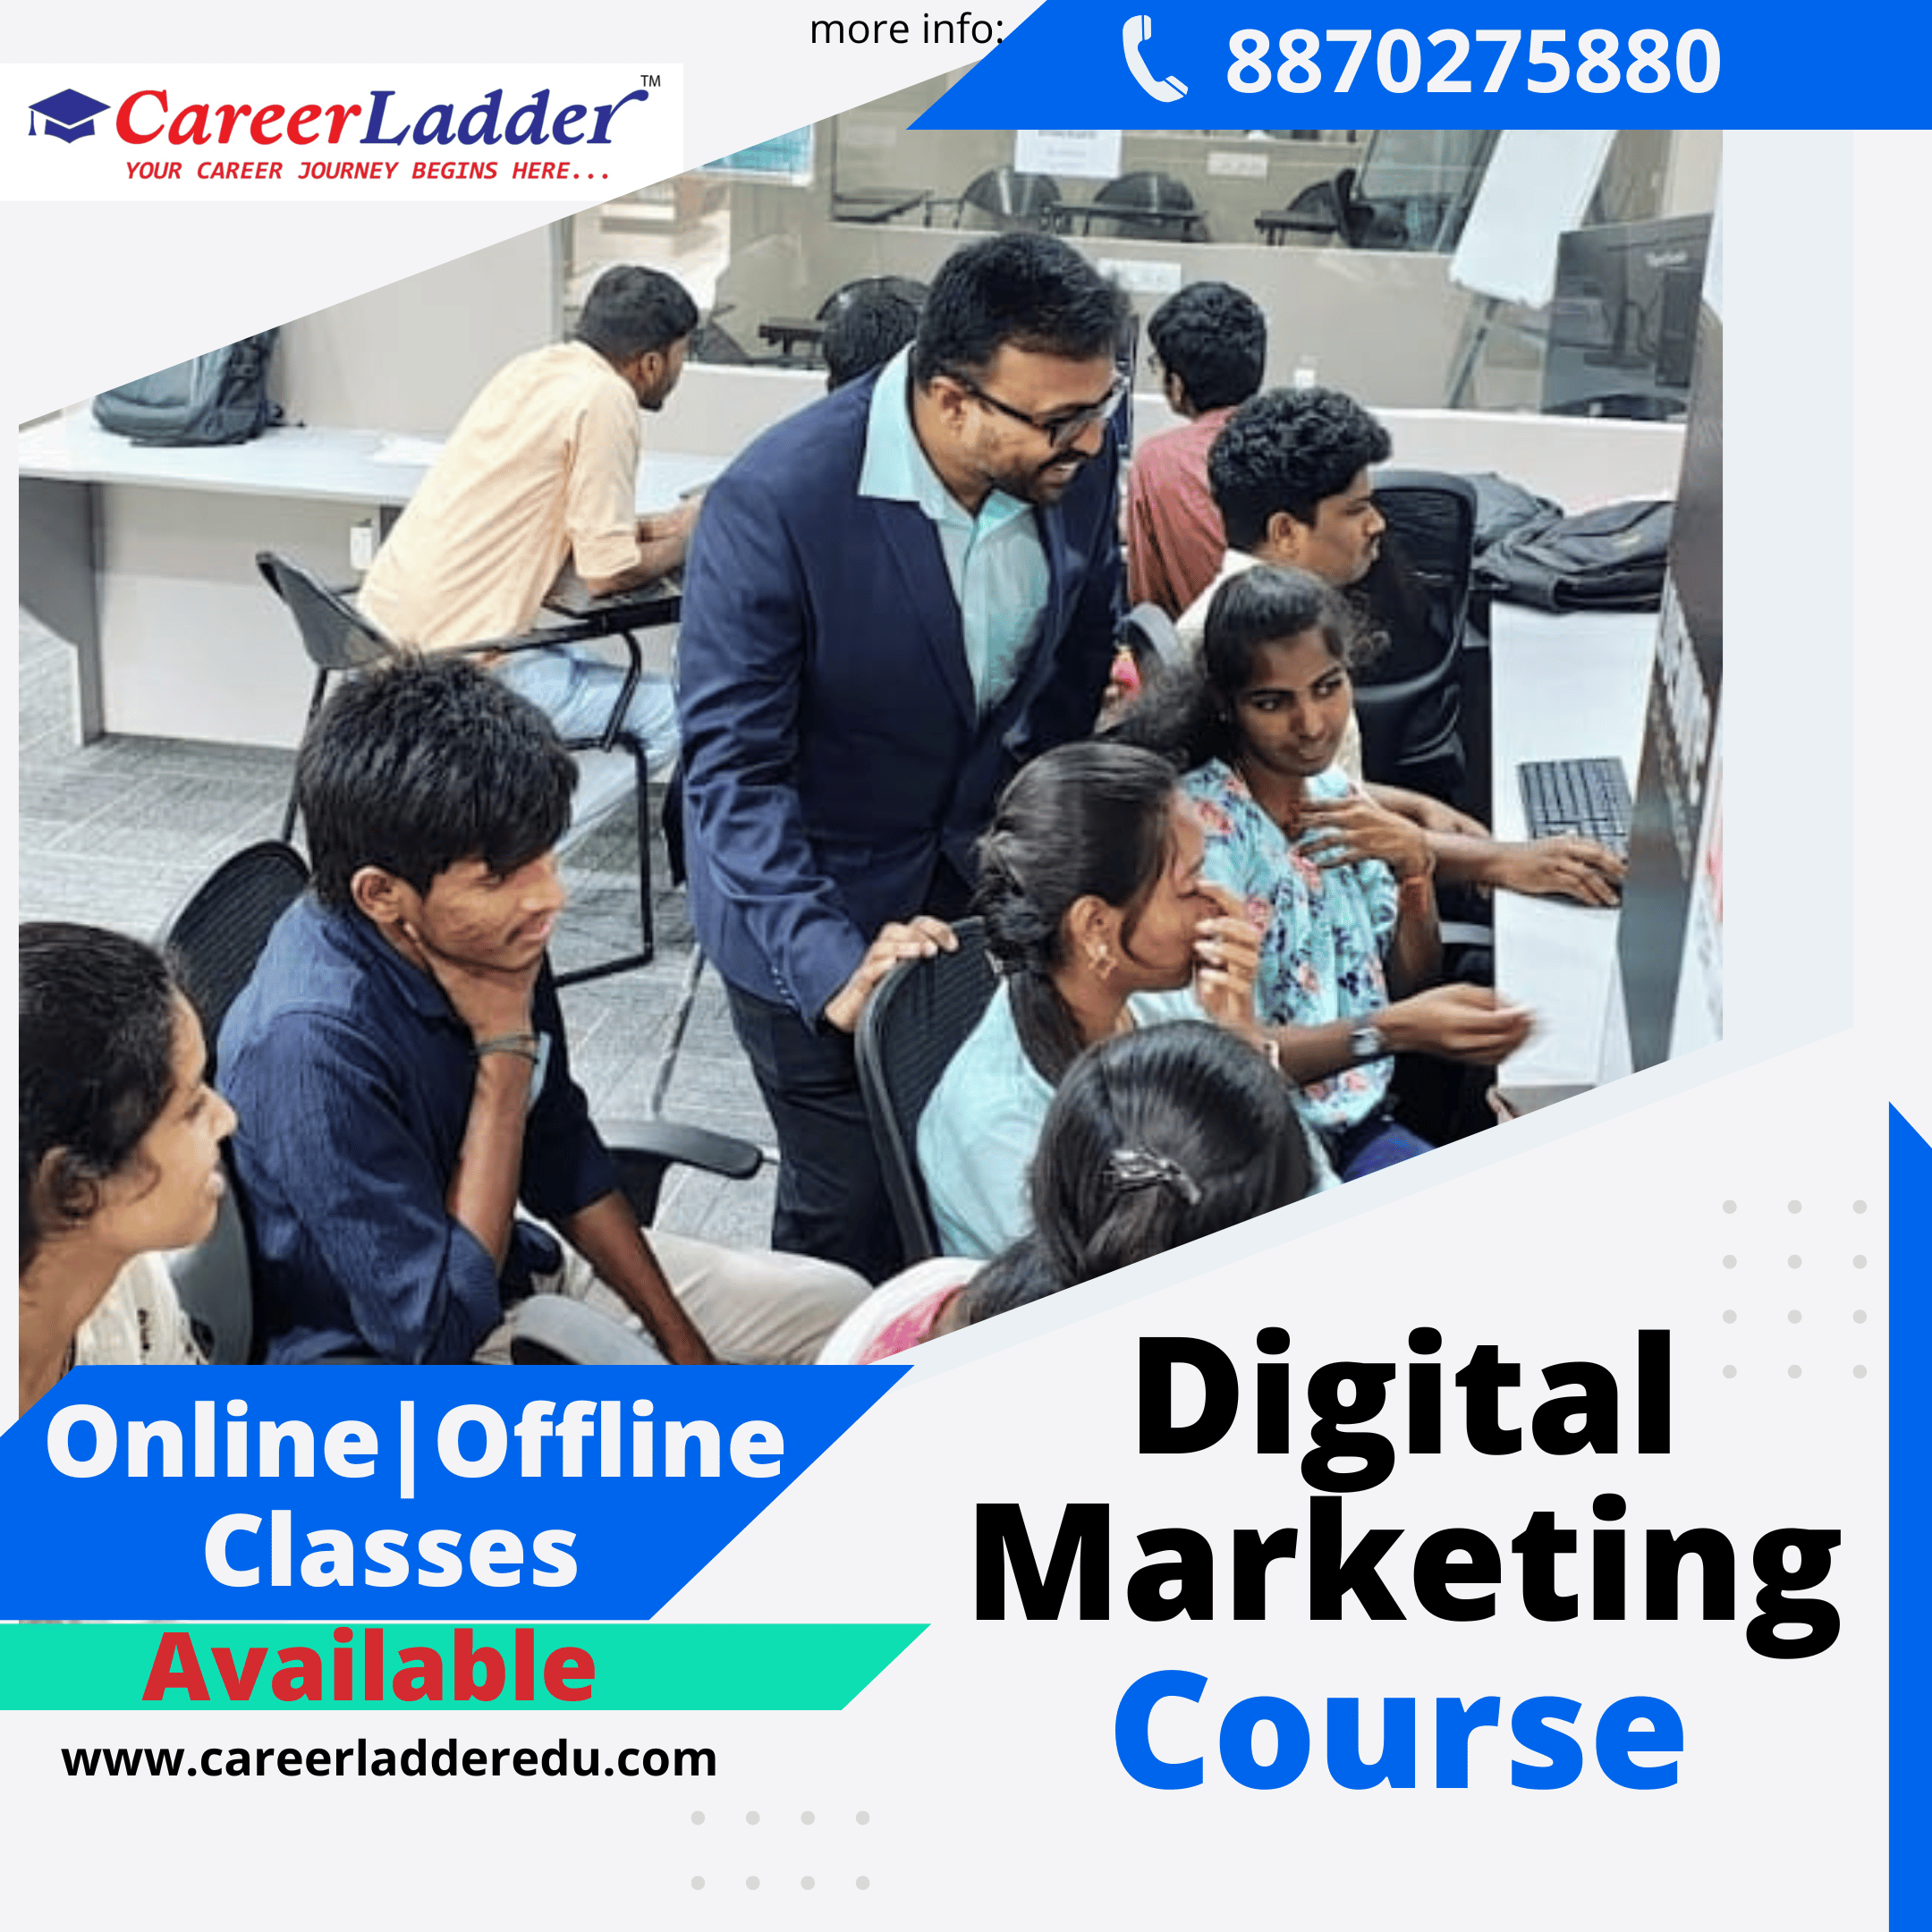 more info:
8870275880
CareerLadder™
YOUR CAREER JOURNEY BEGINS HERE...
Online|Offline
Classes
Available
www.careerladderedu.com
Digital
Marketing
Course